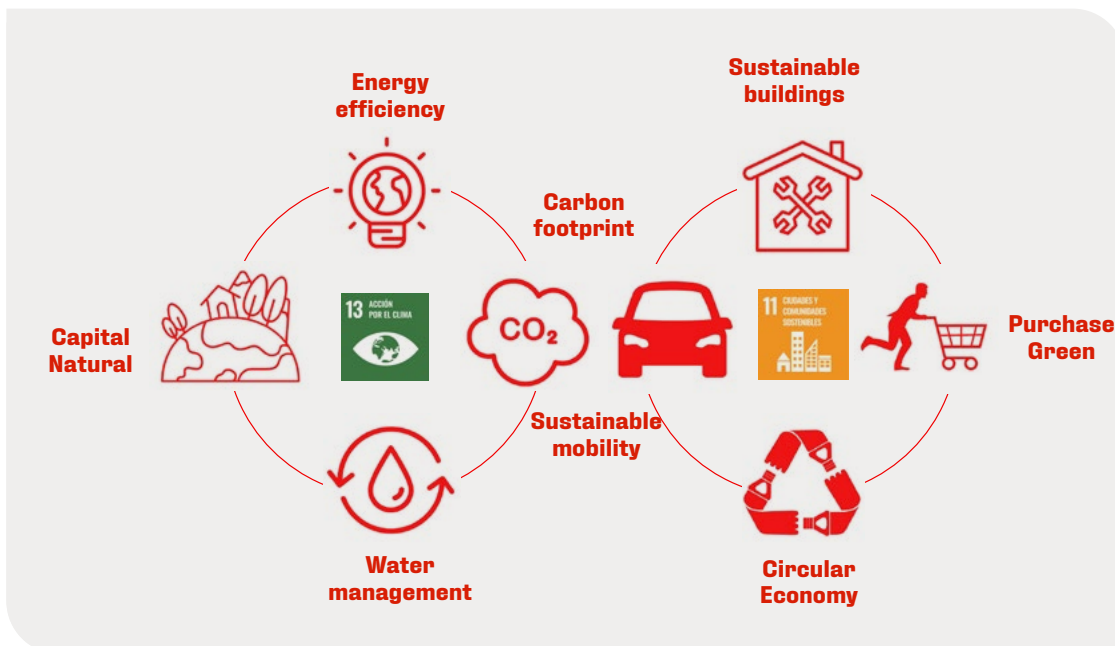 Energy
efficiency
Sustainable
buildings
Carbon
footprint
13 ACCIÓN
POR EL CLIMA
CO₂
11 CIUDADES Y
COMUNIDADES
SOSTENIBLES
Capital
Natural
Purchase
Green
Sustainable
mobility
Water
management
Circular
Economy